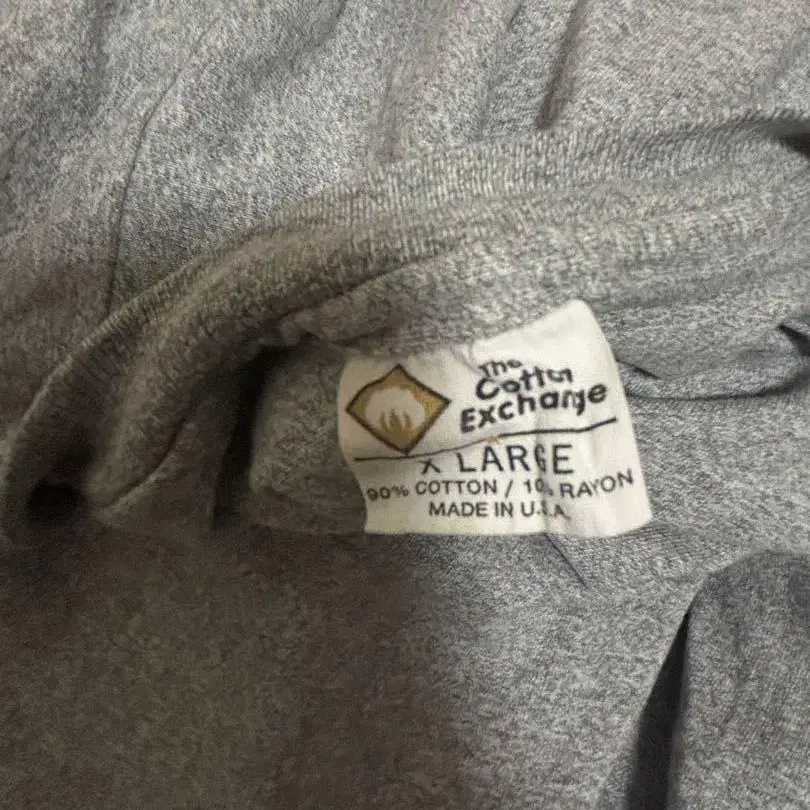 The
Cotton
Exchange
X LARGE
90% COTTON / 10% RAYON
MADE IN U.S.A.